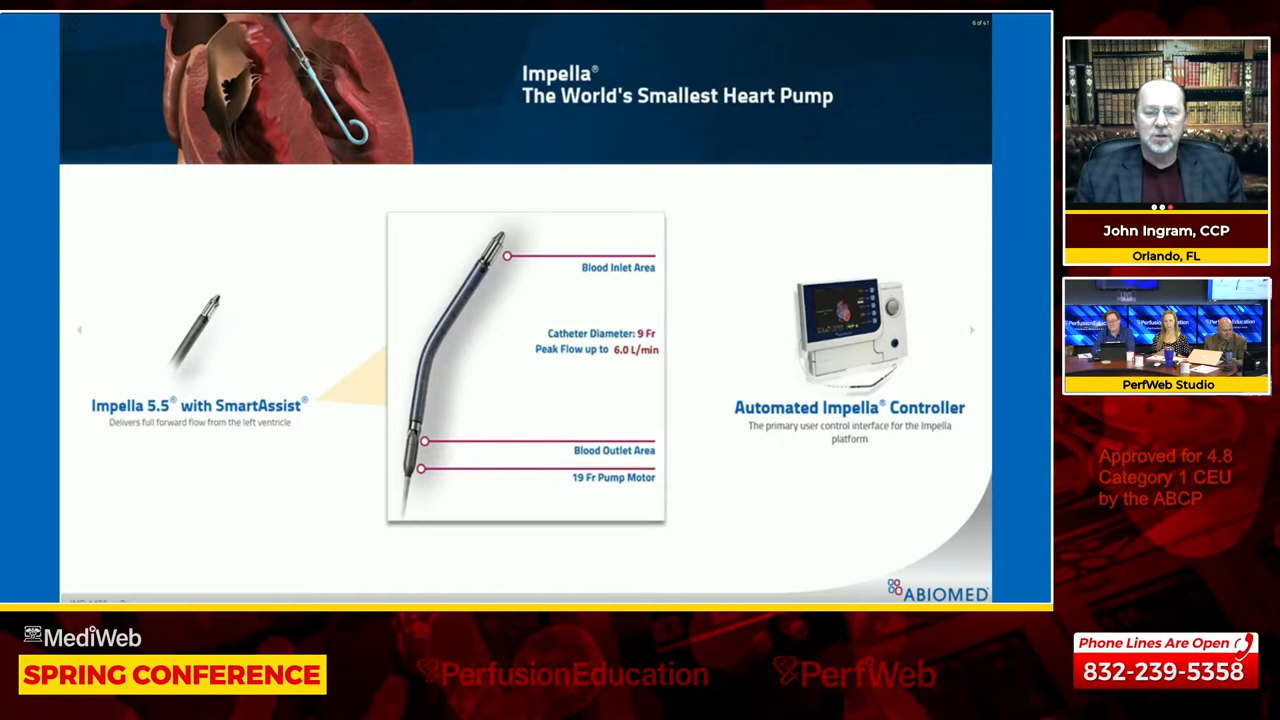 6 of 41
Impella®
The World's Smallest Heart Pump
Blood Inlet Area
Catheter Diameter: 9 Fr
Peak Flow up to 6.0 L/min
Blood Outlet Area
19 Fr Pump Motor
Impella 5.5® with SmartAssist®
Delivers full forward flow from the left ventricle
Automated Impella® Controller
The primary user control interface for the Impella
platform
ABIOMED
John Ingram, CCP
Orlando, FL
PerfWeb Studio
Approved for 4.8
Category 1 CEU
by the ABCP
MediWeb
SPRING CONFERENCE
PerfusionEducation
PerfWeb
Phone Lines Are Open
832-239-5358